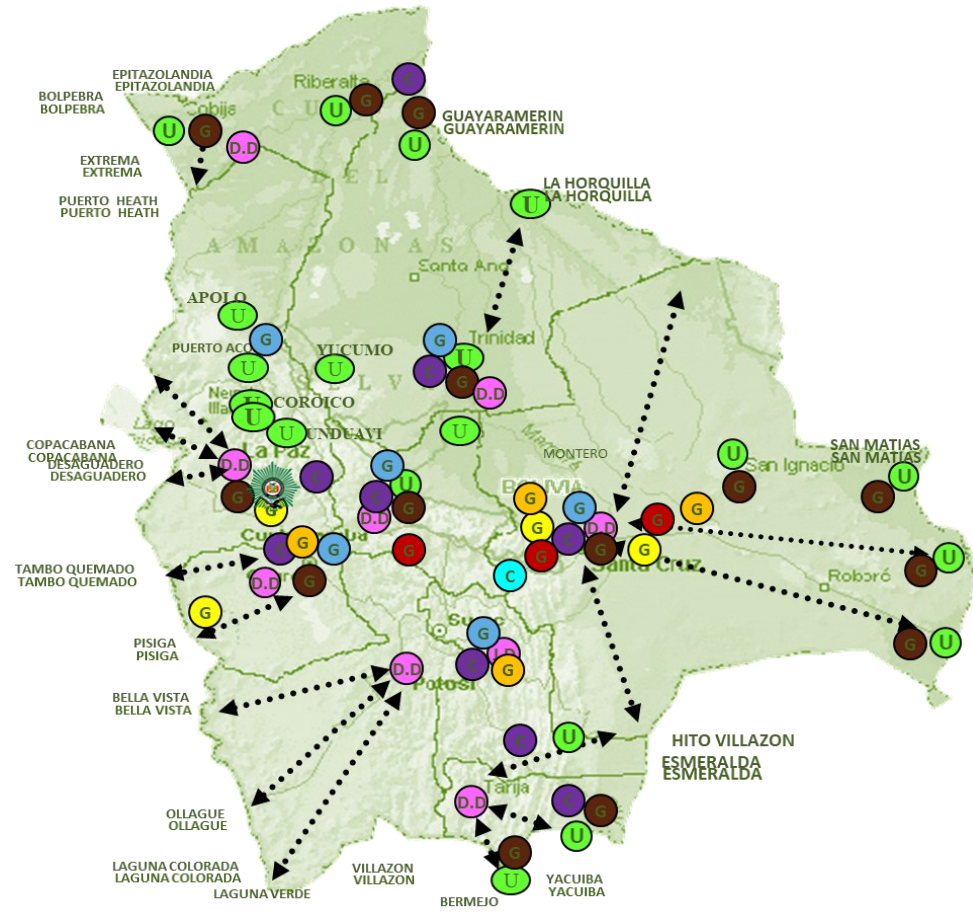 EPITAZOLANDIA
EPITAZOLANDIA
BOLPEBRA
BOLPEBRA
Riberalta
C
G
U
G
GUAYARAMERIN
GUAYARAMERIN
Cobija
C U
U
G
D.D
U
EXTREMA
EXTREMA
D E L
PUERTO HEATH
PUERTO HEATH
LA HORQUILLA
LA HORQUILLA
U
A M A Z O N A S
Santa Ana
APOLO
U
G
G
Trinidad
PUERTO ACO
YUCUMO
U
U
U
S E L V
C
G
D.D
U
COROICO
U
U
UNDUAVI
U
MONTERO
COPACABANA
COPACABANA
DESAGUADERO
DESAGUADERO
La Paz
D.D
G
G
C
G
C
U
G
D.D
BOLIVIA
U
San Ignacio
G
SAN MATIAS
SAN MATIAS
U
G
G
G
G
C
D.D
G
G
G
G
G
Santa Cruz
C
U
G
Roboré
G
U
TAMBO QUEMADO
TAMBO QUEMADO
C
G
G
D.D
G
G
G
PISIGA
PISIGA
Sucre
G
C
G
D.D
Potosí
BELLA VISTA
BELLA VISTA
C
U
HITO VILLAZON
ESMERALDA
ESMERALDA
Tarija
D.D
C
G
U
OLLAGUE
OLLAGUE
G
U
LAGUNA COLORADA
LAGUNA COLORADA
LAGUNA VERDE
VILLAZON
VILLAZON
YACUIBA
YACUIBA
BERMEJO